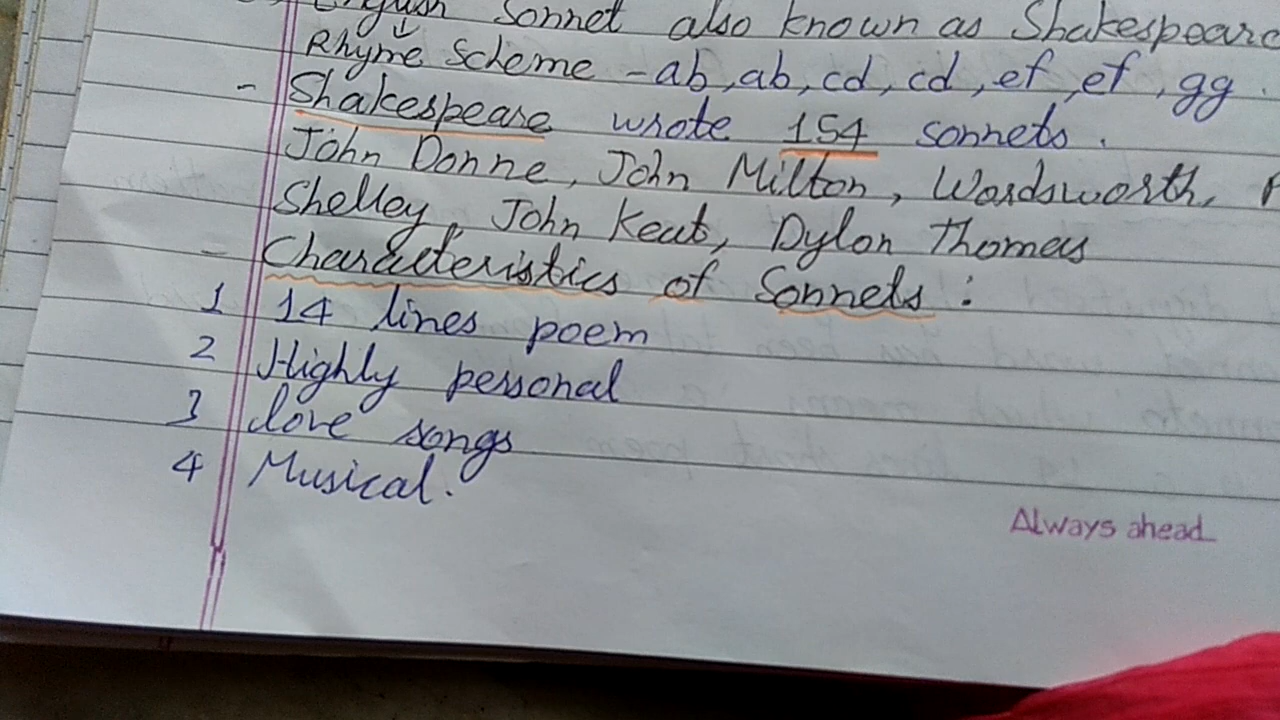 English Sonnet also known as Shakespeare
Rhyme Scheme - ab, ab, cd, cd, ef, ef, gg.
- Shakespeare wrote 154 sonnets.
John Donne, John Milton, Wordsworth,
Shelley, John Keats, Dylon Thomas
- Characteristics of Sonnets :
1 14 lines poem
2 Highly personal
3 love songs
4 Musical.
Always ahead